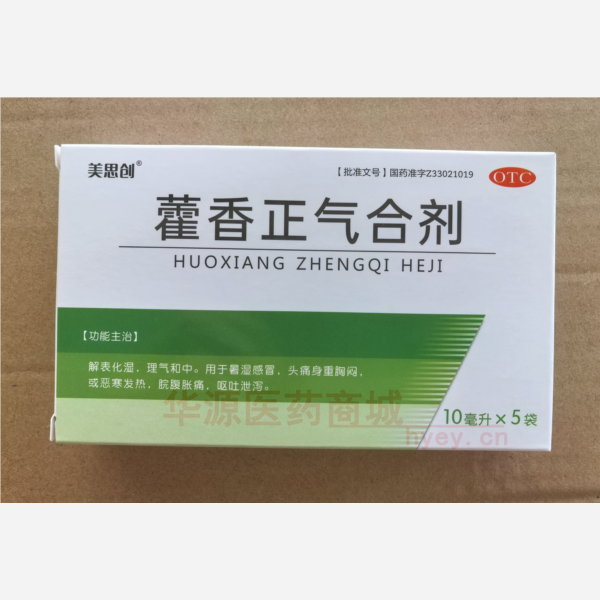 美思创®
【批准文号】国药准字Z33021019
OTC
藿香正气合剂
HUOXIANG ZHENGQI HEJI
【功能主治】
解表化湿，理气和中。用于暑湿感冒，头痛身重胸闷，
或恶寒发热，脘腹胀痛，呕吐泄泻。
华源医药商城
hyey.cn
10毫升×5袋